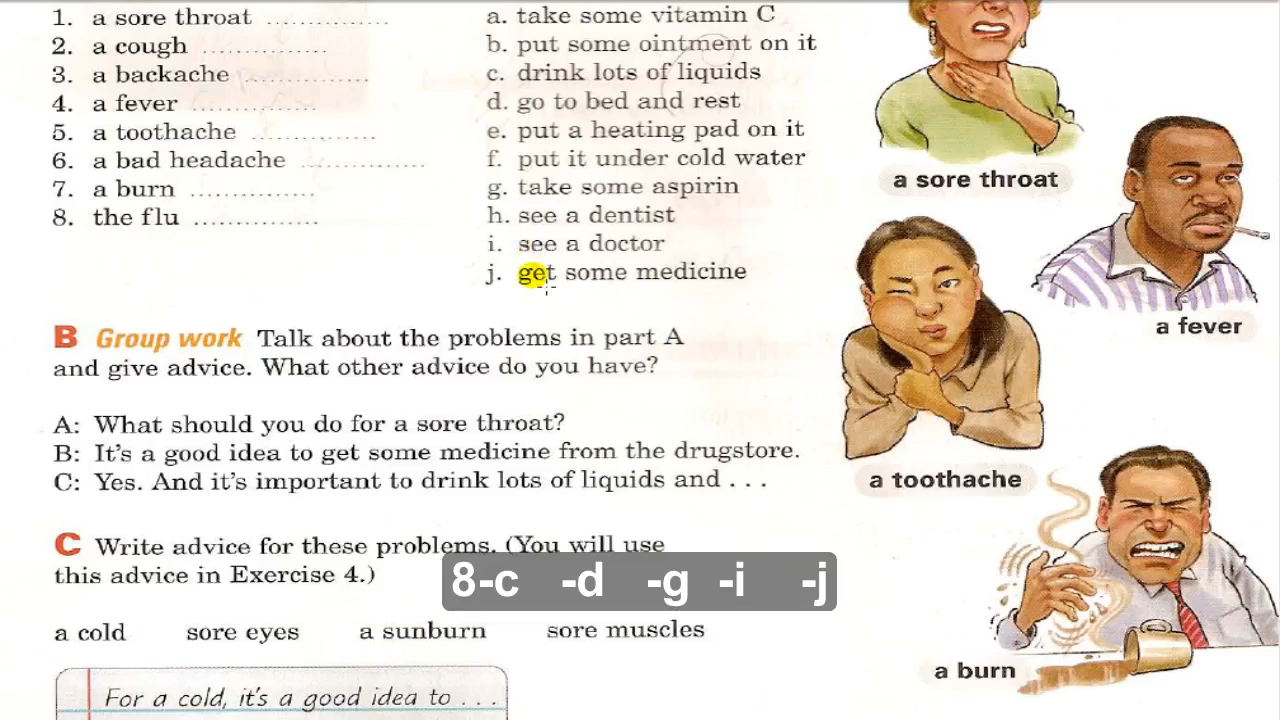 1. a sore throat ..............
2. a cough ..............
3. a backache ..............
4. a fever ..............
5. a toothache ..............
6. a bad headache ..............
7. a burn ..............
8. the flu ..............
a. take some vitamin C
b. put some ointment on it
c. drink lots of liquids
d. go to bed and rest
e. put a heating pad on it
f. put it under cold water
g. take some aspirin
h. see a dentist
i. see a doctor
j. get some medicine
a sore throat
a fever
a toothache
a burn
B Group work Talk about the problems in part A
and give advice. What other advice do you have?
A: What should you do for a sore throat?
B: It's a good idea to get some medicine from the drugstore.
C: Yes. And it's important to drink lots of liquids and . . .
C Write advice for these problems. (You will use
this advice in Exercise 4.)
8-c -d -g -i -j
a cold sore eyes a sunburn sore muscles
For a cold, it's a good idea to . . .